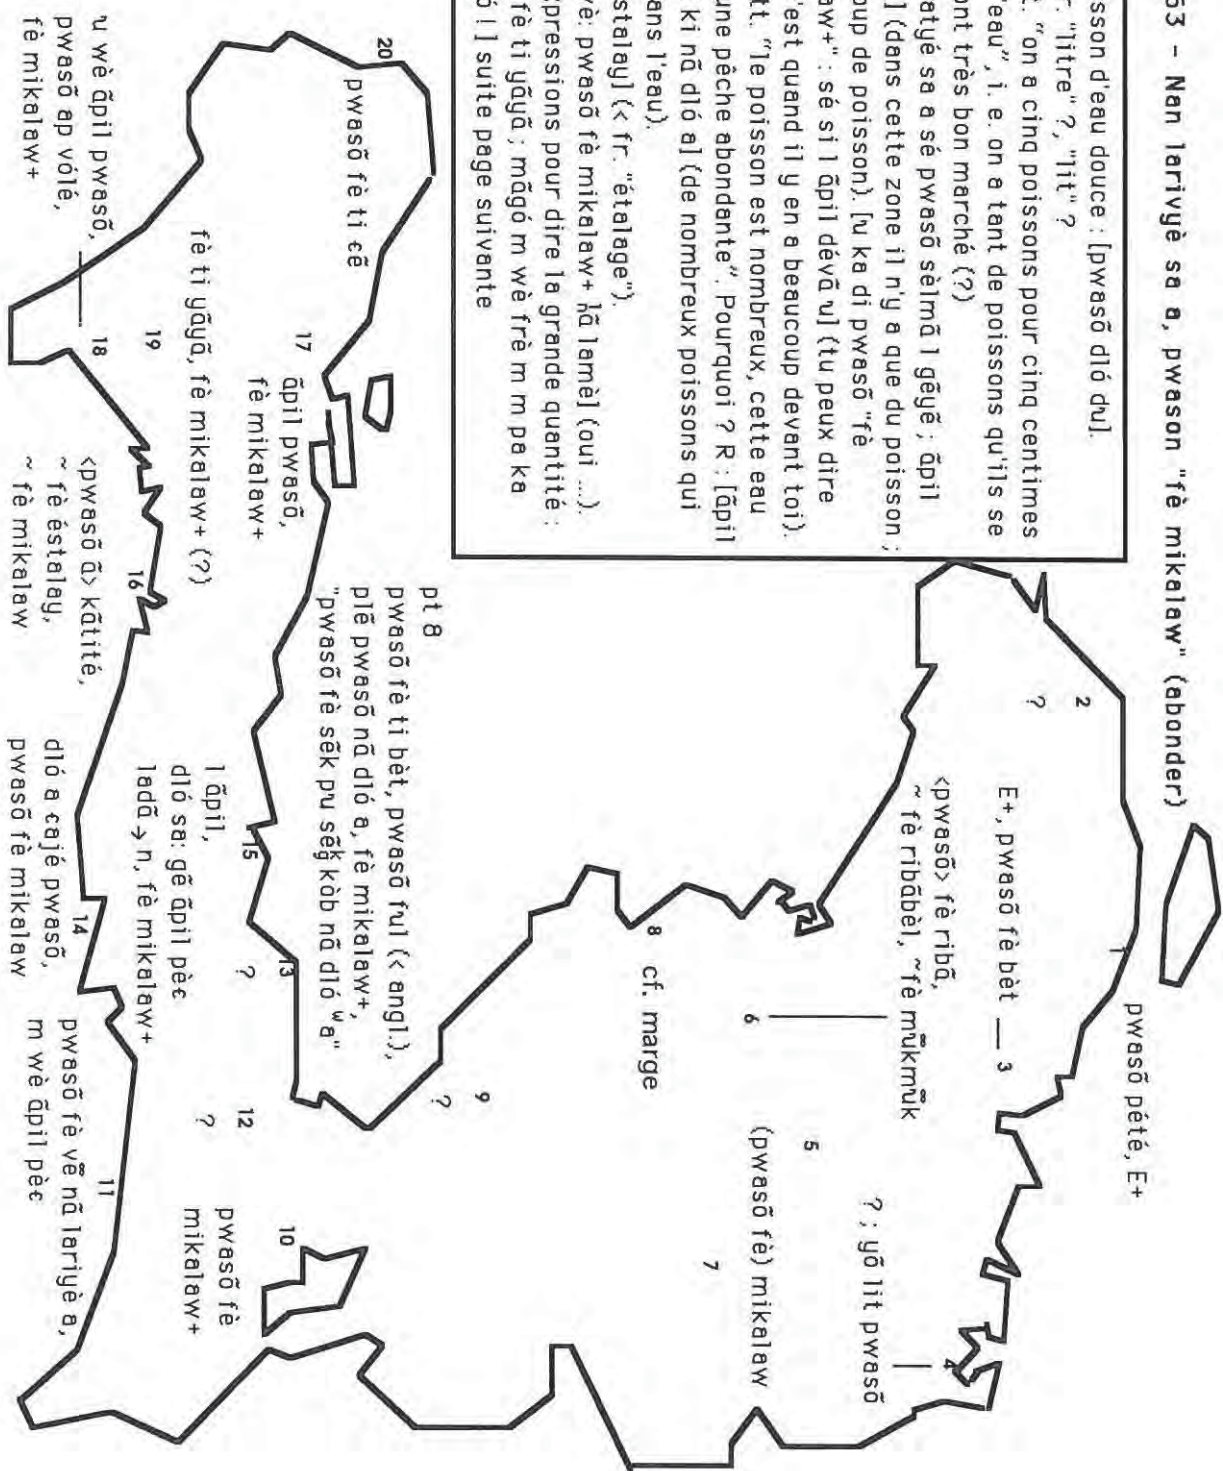 53 - Nan larivyè sa a, pwason "fè mikalaw" (abonder)
sson d'eau douce : [pwasõ dló du].
r. "litre" ?, "lit" ?
. "on a cinq poissons pour cinq centimes
'eau", i. e. on a tant de poissons qu'ils se
ont très bon marché (?)
atyé sa a sé pwasõ sèlmã l gẽyẽ ; ãpil
] (dans cette zone il n'y a que du poisson ;
oup de poisson). [u ka di pwasõ "fè
aw+" : sé si l ãpil dévã u] (tu peux dire
'est quand il y en a beaucoup devant toi).
tt. "le poisson est nombreux, cette eau
une pêche abondante". Pourquoi ? R : [ãpil
ki nã dló a] (de nombreux poissons qui
ans l'eau).
stalay] (< fr. "étalage").
vè: pwasõ fè mikalaw+ kã lamè] (oui ...).
pressions pour dire la grande quantité :
fè ti yãyã ; mãgó m wè frè m m pa ka
ó ! ] suite page suivante
pwasõ pété, E+
1
2
?
E+, pwasõ fè bèt
3
<pwasõ> fè ribã,
~ fè ribãbèl, ~fè mukmuk
6
4
? ; yõ lit pwasõ
5
(pwasõ fè) mikalaw
7
8
cf. marge
pt 8
pwasõ fè ti bèt, pwasõ ful (< angl.),
plẽ pwasõ nã dló a, fè mikalaw+,
"pwasõ fè sẽk pu sẽg kòb nã dló ʷa"
9
?
10
pwasõ fè
mikalaw+
12
?
11
pwasõ fè vẽ nã lariyè a,
m wè ãpil pèɛ
13
?
15
l ãpil,
dló sa: gẽ ãpil pèɛ
ladã →n, fè mikalaw+
14
dló a ɛajé pwasõ,
pwasõ fè mikalaw
16
<pwasõ ã> kãtité,
~ fè éstalay,
~ fè mikalaw
17
ãpil pwasõ,
fè mikalaw+
19
fè ti yãyã, fè mikalaw+ (?)
20
pwasõ fè ti ɛẽ
18
u wè ãpil pwasõ,
pwasõ ap vólé,
fè mikalaw+